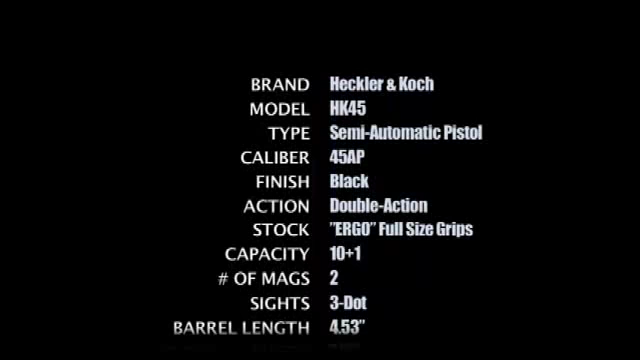 BRAND Heckler & Koch
MODEL HK45
TYPE Semi-Automatic Pistol
CALIBER 45AP
FINISH Black
ACTION Double-Action
STOCK "ERGO" Full Size Grips
CAPACITY 10+1
# OF MAGS 2
SIGHTS 3-Dot
BARREL LENGTH 4.53"